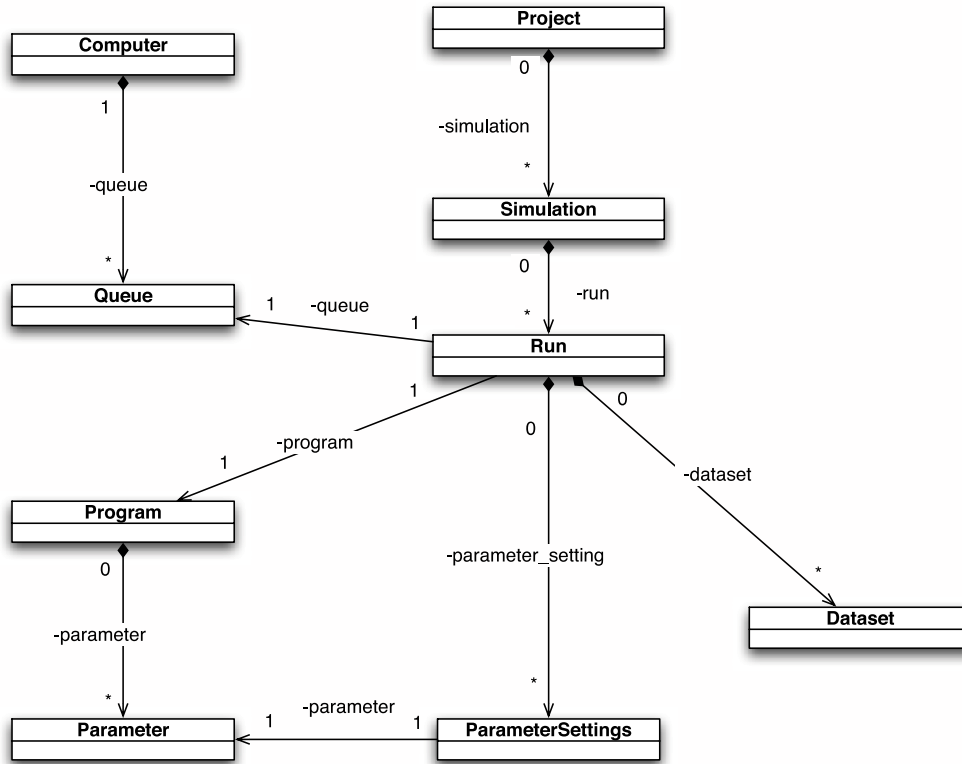 Project
Computer
0
1
-simulation
-queue
*
Simulation
0
*
Queue
-run
1
-queue
*
1
Run
1
0
0
-program
1
-dataset
Program
-parameter_setting
0
*
Dataset
-parameter
*
*
-parameter
1
1
Parameter
ParameterSettings